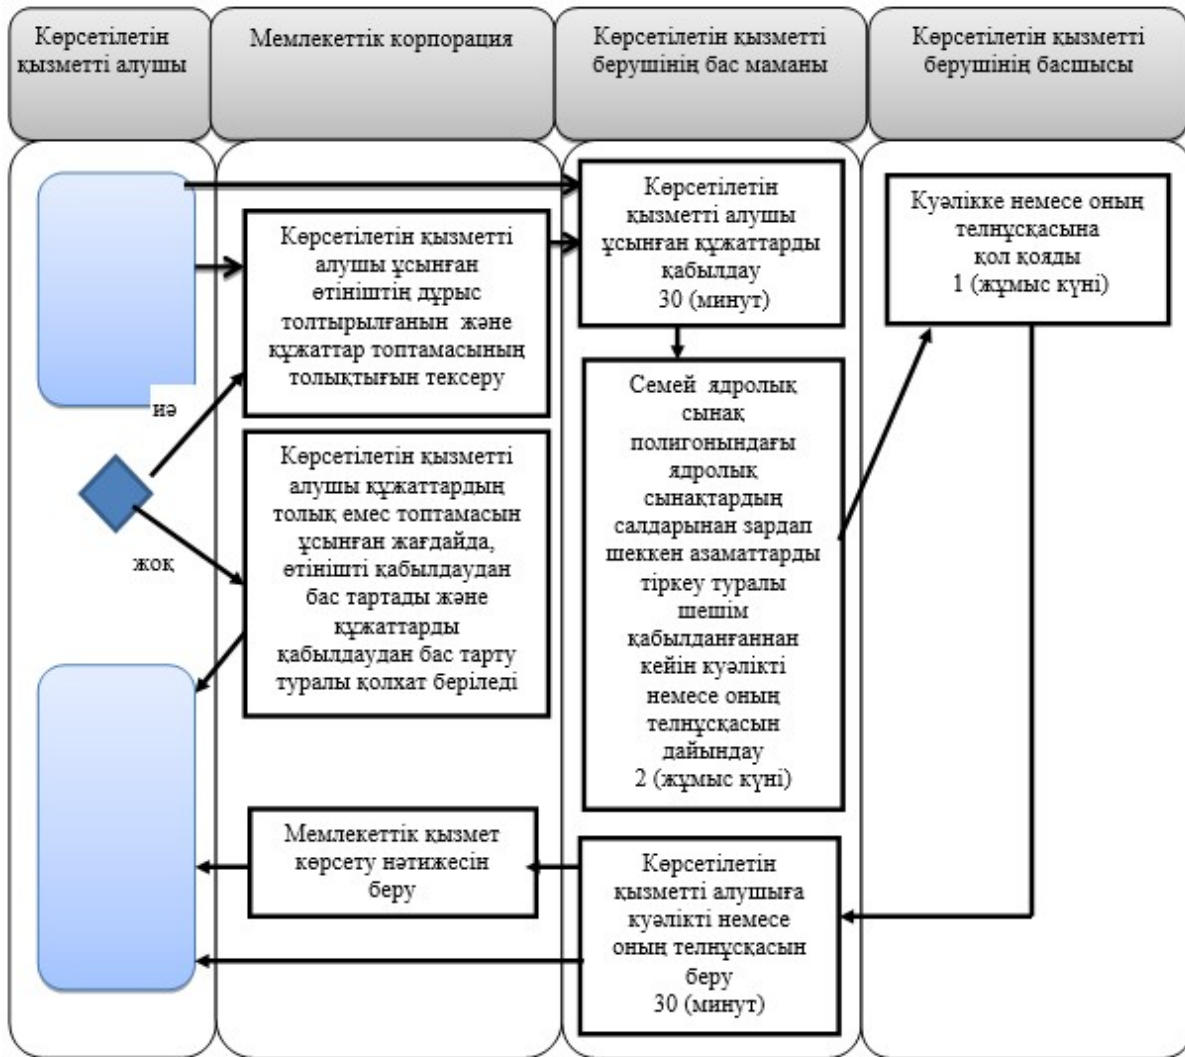 Көрсетілетін
қызметті алушы
Мемлекеттік корпорация
Көрсетілетін қызметті
берушінің бас маманы
Көрсетілетін қызметті
берушінің басшысы
Көрсетілетін қызметті
алушы ұсынған
өтініштің дұрыс
толтырылғанын және
құжаттар топтамасының
толықтығын тексеру
Көрсетілетін
қызметті алушы
ұсынған құжаттарды
қабылдау
30 (минут)
Куәлікке немесе оның
телнұсқасына
қол қояды
1 (жұмыс күні)
иә
жоқ
Көрсетілетін қызметті
алушы құжаттардың
толық емес топтамасын
ұсынған жағдайда,
өтінішті қабылдаудан
бас тартады және
құжаттарды
қабылдаудан бас тарту
туралы қолхат беріледі
Семей ядролық
сынақ
полигонындағы
ядролық
сынақтардың
салдарынан зардап
шеккен азаматтарды
тіркеу туралы
шешім
қабылданғаннан
кейін куәлікті
немесе оның
телнұсқасын
дайындау
2 (жұмыс күні)
Мемлекеттік қызмет
көрсету нәтижесін
беру
Көрсетілетін
қызметті алушыға
куәлікті немесе
оның телнұсқасын
беру
30 (минут)